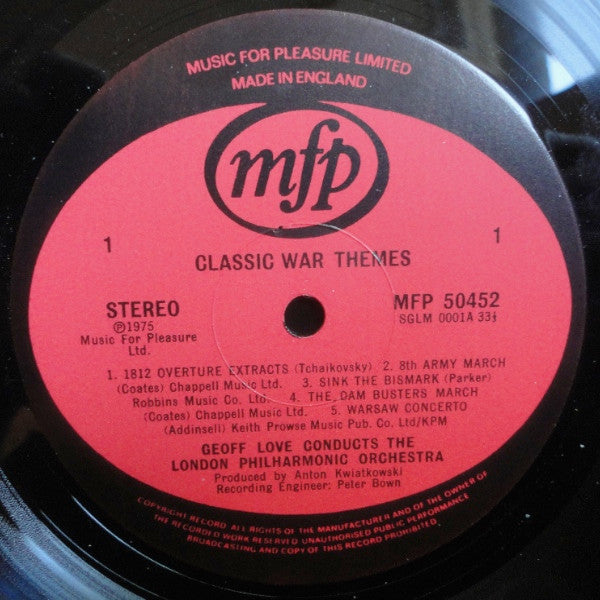 MUSIC FOR PLEASURE LIMITED
MADE IN ENGLAND
mfp
1
1
CLASSIC WAR THEMES
STEREO
MFP 50452
℗1975
SGLM 0001A 33⅓
Music For Pleasure
Ltd.
1. 1812 OVERTURE EXTRACTS (Tchaikovsky) 2. 8th ARMY MARCH
(Coates) Chappell Music Ltd. 3. SINK THE BISMARK (Parker)
Robbins Music Co. Ltd. 4. THE DAM BUSTERS MARCH
(Coates) Chappell Music Ltd. 5. WARSAW CONCERTO
(Addinsell) Keith Prowse Music Pub. Co. Ltd/KPM
GEOFF LOVE CONDUCTS THE
LONDON PHILHARMONIC ORCHESTRA
Produced by Anton Kwiatkowski
Recording Engineer: Peter Bown
COPYRIGHT RECORD ALL RIGHTS OF THE MANUFACTURER AND OF THE OWNER OF
THE RECORDED WORK RESERVED UNAUTHORISED PUBLIC PERFORMANCE
BROADCASTING AND COPY OF THIS RECORD PROHIBITED.